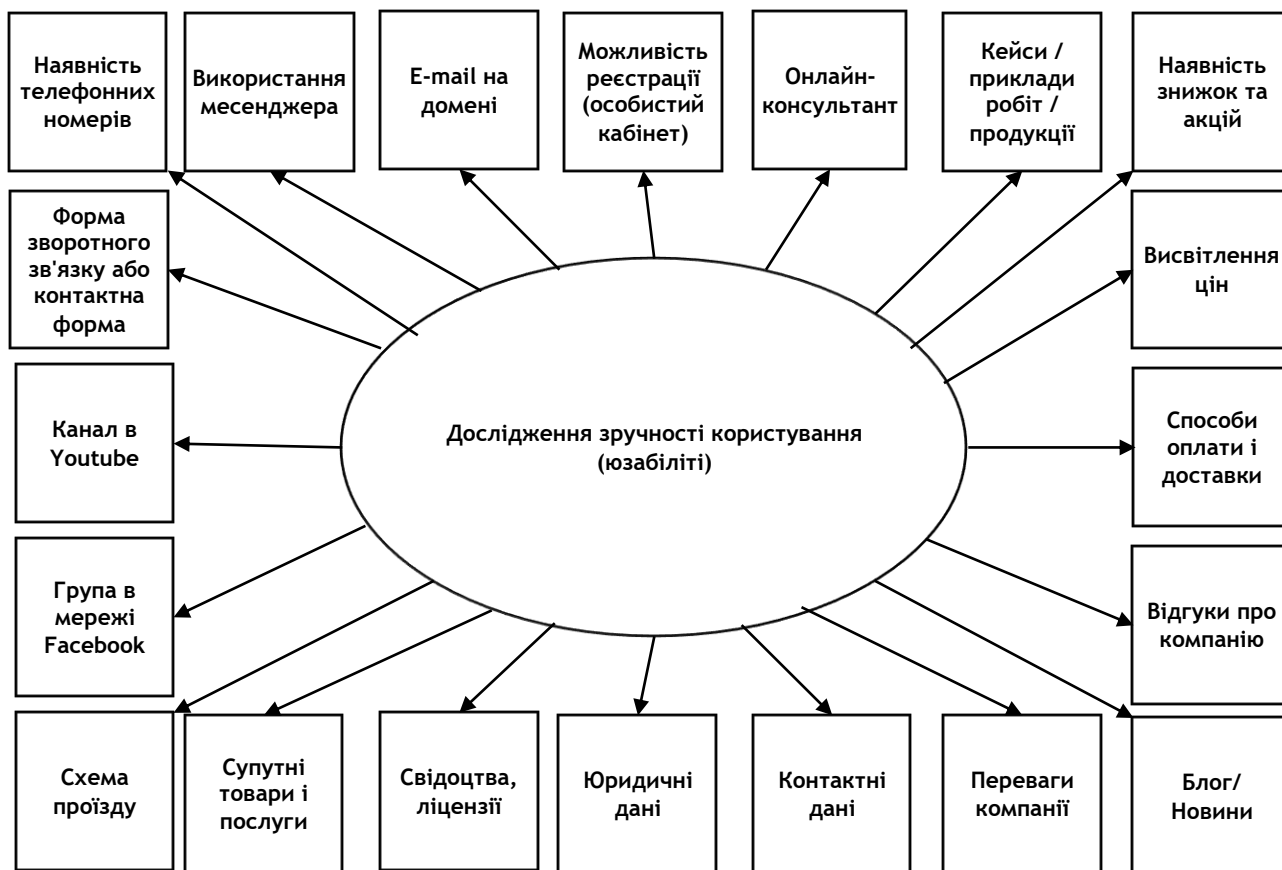 Наявність
телефонних
номерів
Використання
месенджера
E-mail на
домені
Можливість
реєстрації
(особистий
кабінет)
Онлайн-
консультант
Кейси /
приклади
робіт /
продукції
Наявність
знижок та
акцій
Форма
зворотного
зв'язку або
контактна
форма
Висвітлення
цін
Канал в
Youtube
Дослідження зручності користування
(юзабіліті)
Способи
оплати і
доставки
Група в
мережі
Facebook
Відгуки про
компанію
Схема
проїзду
Супутні
товари і
послуги
Свідоцтва,
ліцензії
Юридичні
дані
Контактні
дані
Переваги
компанії
Блог/
Новини